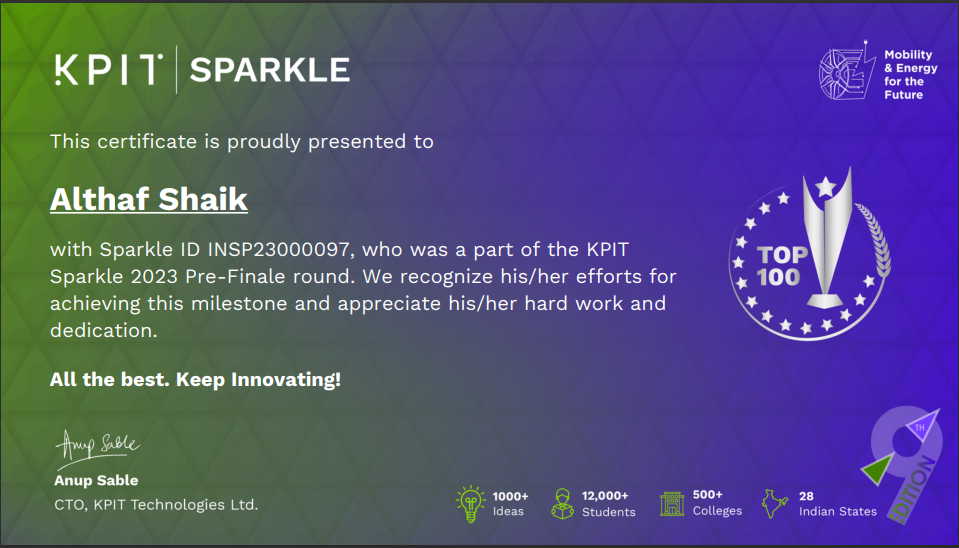 KPIT | SPARKLE
Mobility
& Energy
for the
Future
This certificate is proudly presented to
Althaf Shaik
with Sparkle ID INSP23000097, who was a part of the KPIT
Sparkle 2023 Pre-Finale round. We recognize his/her efforts for
achieving this milestone and appreciate his/her hard work and
dedication.
TOP
100
All the best. Keep Innovating!
Anup Sable
Anup Sable
CTO, KPIT Technologies Ltd.
1000+
Ideas
12,000+
Students
500+
Colleges
28
Indian States
9TH
EDITION